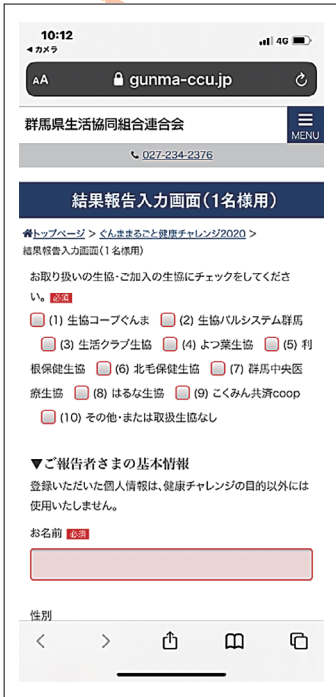 10:12
4G
◀カメラ
AA gunma-ccu.jp
群馬県生活協同組合連合会
MENU
027-234-2376
結果報告入力画面(1名様用)
トップページ > ぐんままるごと健康チャレンジ2020 >
結果報告入力画面(1名様用)
お取り扱いの生協・ご加入の生協にチェックをしてくださ
い。 必須
(1) 生協コープぐんま (2) 生協パルシステム群馬
(3) 生活クラブ生協 (4) よつ葉生協 (5) 利
根保健生協 (6) 北毛保健生協 (7) 群馬中央医
療生協 (8) はるな生協 (9) こくみん共済coop
(10) その他・または取扱生協なし
▼ご報告者さまの基本情報
登録いただいた個人情報は、健康チャレンジの目的以外には
使用いたしません。
お名前 必須
性別